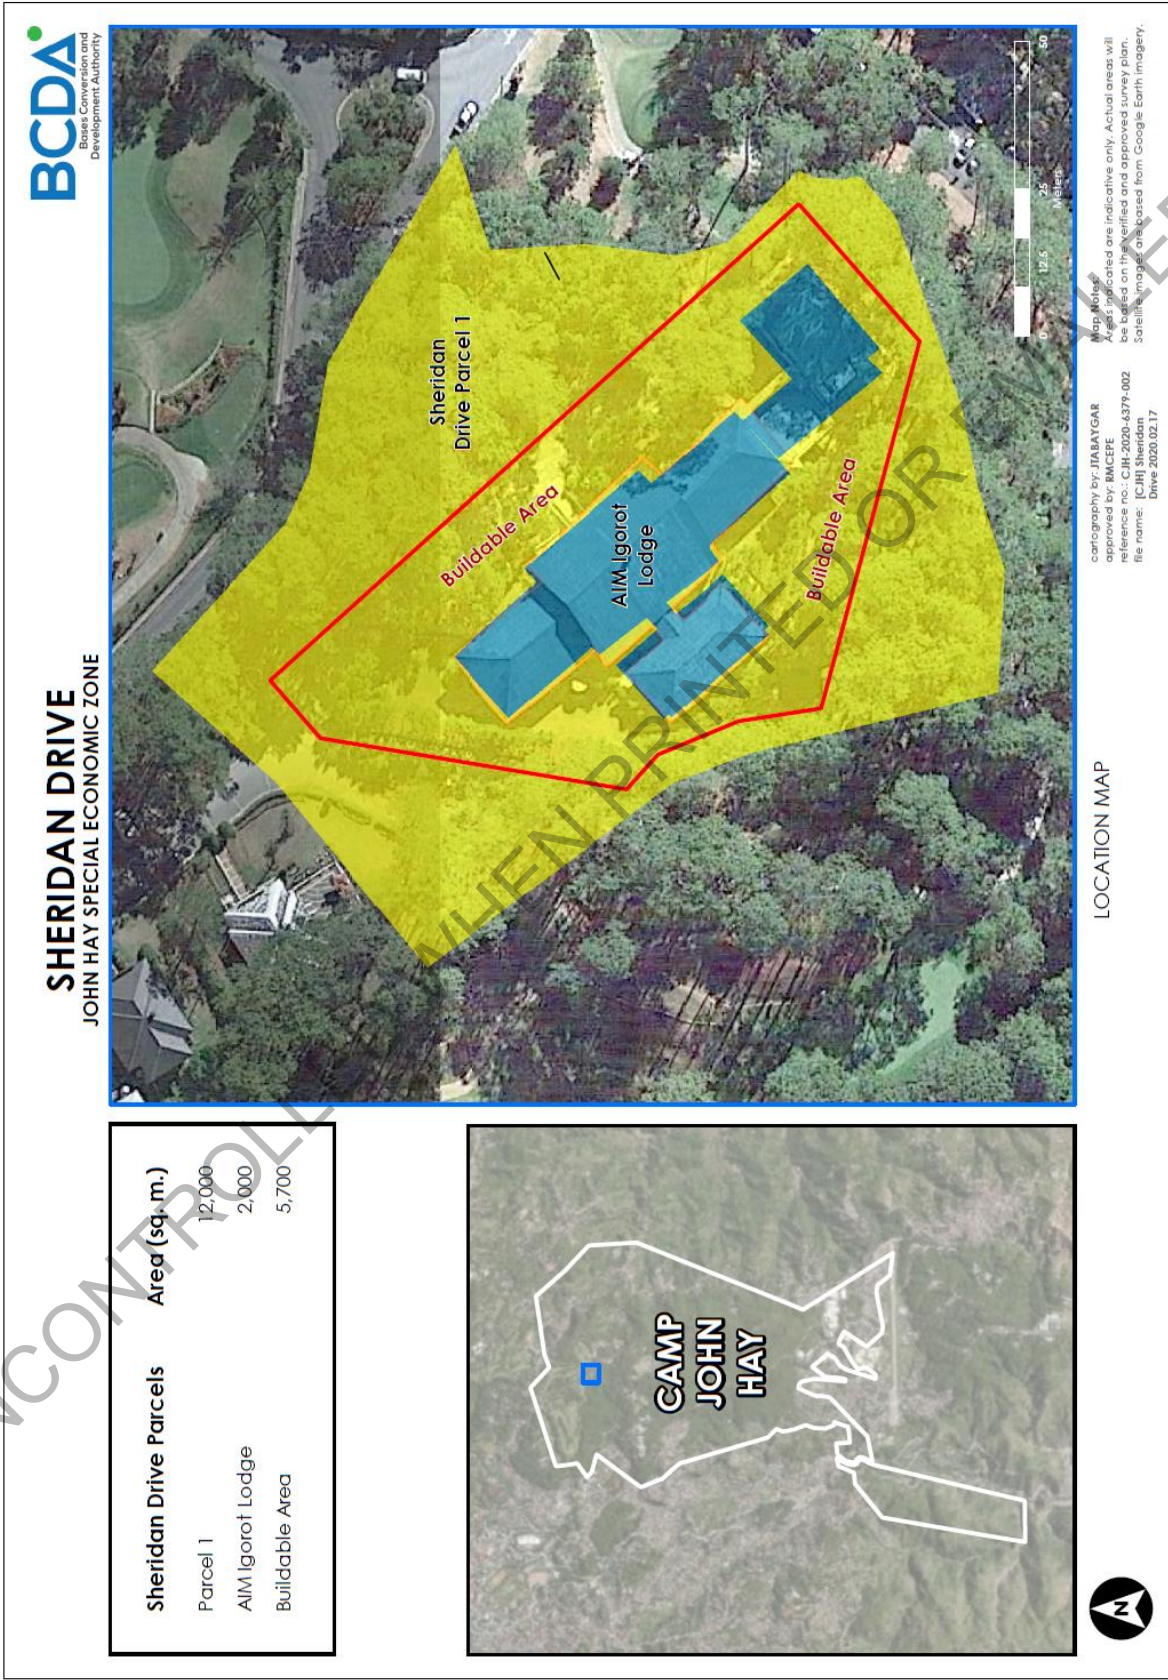 SHERIDAN DRIVE
JOHN HAY SPECIAL ECONOMIC ZONE
BCDA
Bases Conversion and
Development Authority
Sheridan Drive Parcels Area (sq. m.)
Parcel 1 12,000
AIM Igorot Lodge 2,000
Buildable Area 5,700
Sheridan
Drive Parcel 1
Buildable Area
AIM Igorot
Lodge
Buildable Area
0 12.5 25 50
Meters
CAMP
JOHN
HAY
N
LOCATION MAP
cartography by: JTABAYGAR
approved by: RMCEPE
reference no.: CJH-2020-6379-002
file name: [CJH] Sheridan
Drive 2020.02.17
Map Notes:
Areas indicated are indicative only. Actual areas will
be based on the verified and approved survey plan.
Satellite images are based from Google Earth imagery.
NCONTROLL WHEN PRINTED OR EMAILED